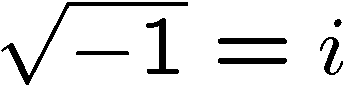 √-1 = i